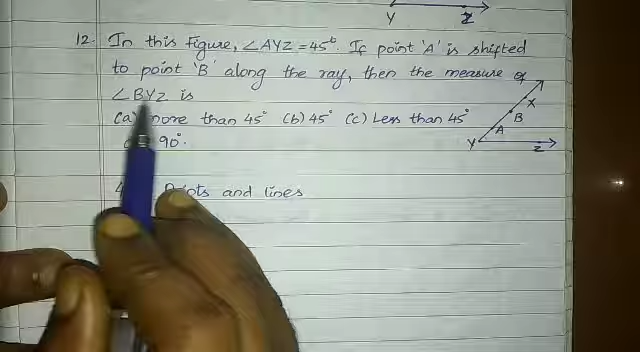 Y Z
12. In this figure, ∠AYZ = 45°. If point 'A' is shifted
to point 'B' along the ray, then the measure of
∠BYZ is
(a) more than 45° (b) 45° (c) Less than 45°
90°.
X
B
A
Y Z
and lines